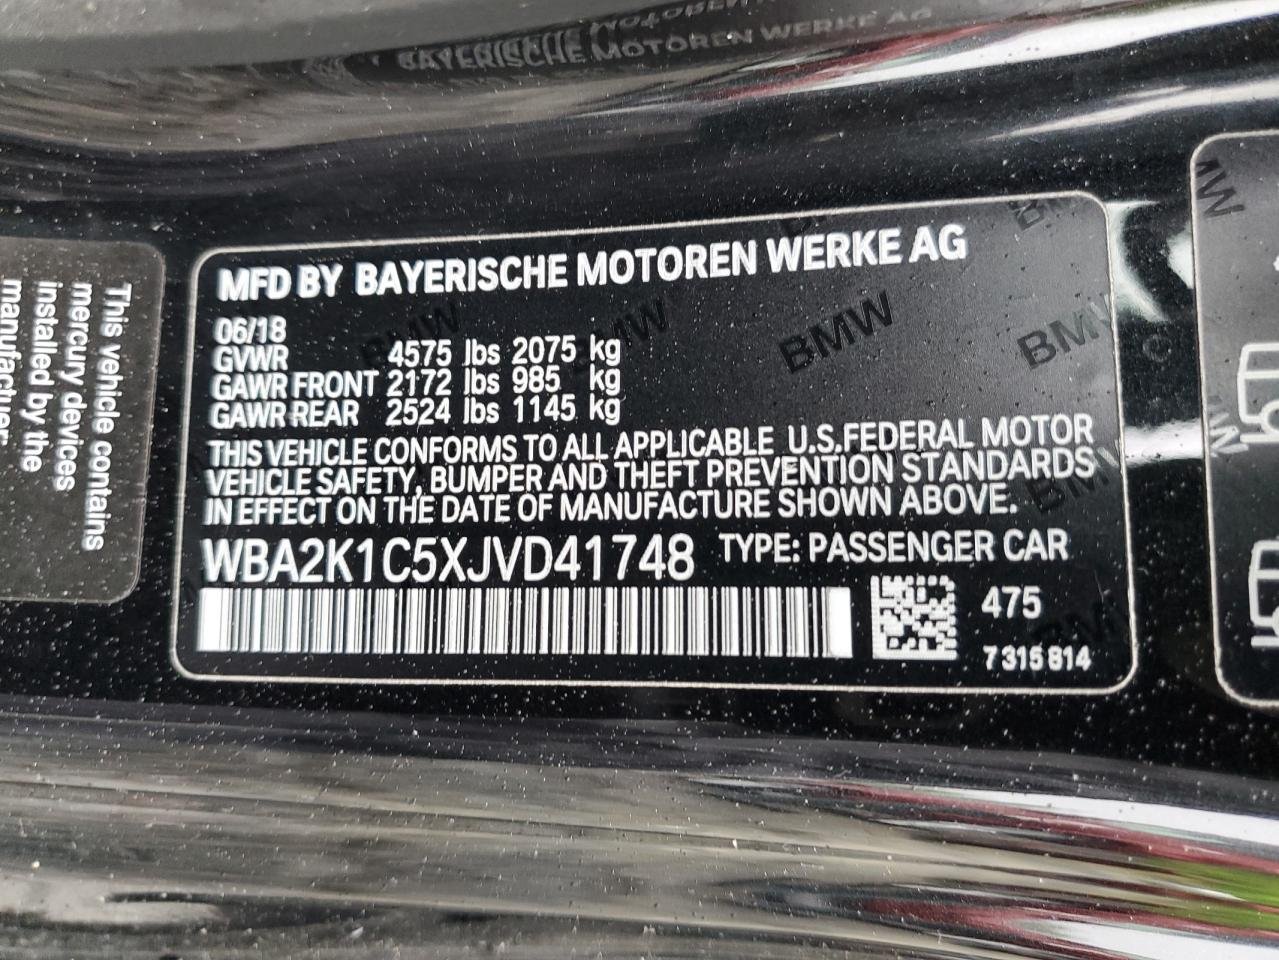 BAYERISCHE MOTOREN WERKE AG
MFD BY BAYERISCHE MOTOREN WERKE AG
06/18
GVWR 4575 lbs 2075 kg
GAWR FRONT 2172 lbs 985 kg
GAWR REAR 2524 lbs 1145 kg
THIS VEHICLE CONFORMS TO ALL APPLICABLE U.S.FEDERAL MOTOR
VEHICLE SAFETY, BUMPER AND THEFT PREVENTION STANDARDS
IN EFFECT ON THE DATE OF MANUFACTURE SHOWN ABOVE.
WBA2K1C5XJVD41748 TYPE: PASSENGER CAR
475
7315814
This vehicle contains
mercury devices
installed by the
manufacturer:
BMW
BMW
BMW
BMW